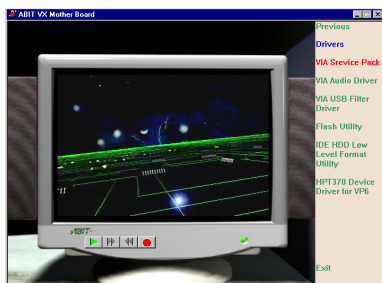 ABIT VX Mother Board
Previous
Drivers
VIA Srevice Pack
VIA Audio Driver
VIA USB Filter
Driver
Flash Utility
IDE HDD Low
Level Format
Utility
HPT370 Device
Driver for VP6
Exit
ABIT